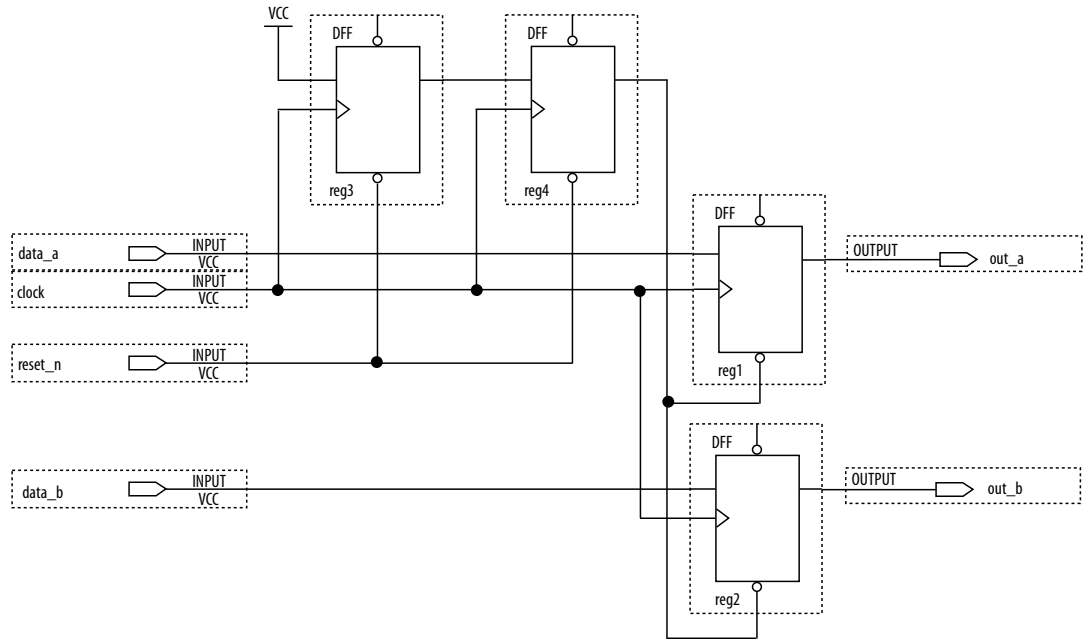 VCC
DFF
DFF
reg3
reg4
DFF
data_a
INPUT
VCC
OUTPUT
out_a
clock
INPUT
VCC
reset_n
INPUT
VCC
reg1
DFF
data_b
INPUT
VCC
OUTPUT
out_b
reg2